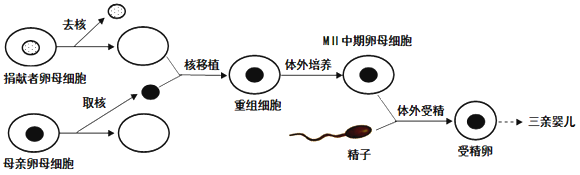 去核
捐献者卵母细胞
取核
母亲卵母细胞
核移植
重组细胞
体外培养
MⅡ中期卵母细胞
精子
体外受精
受精卵
三亲婴儿